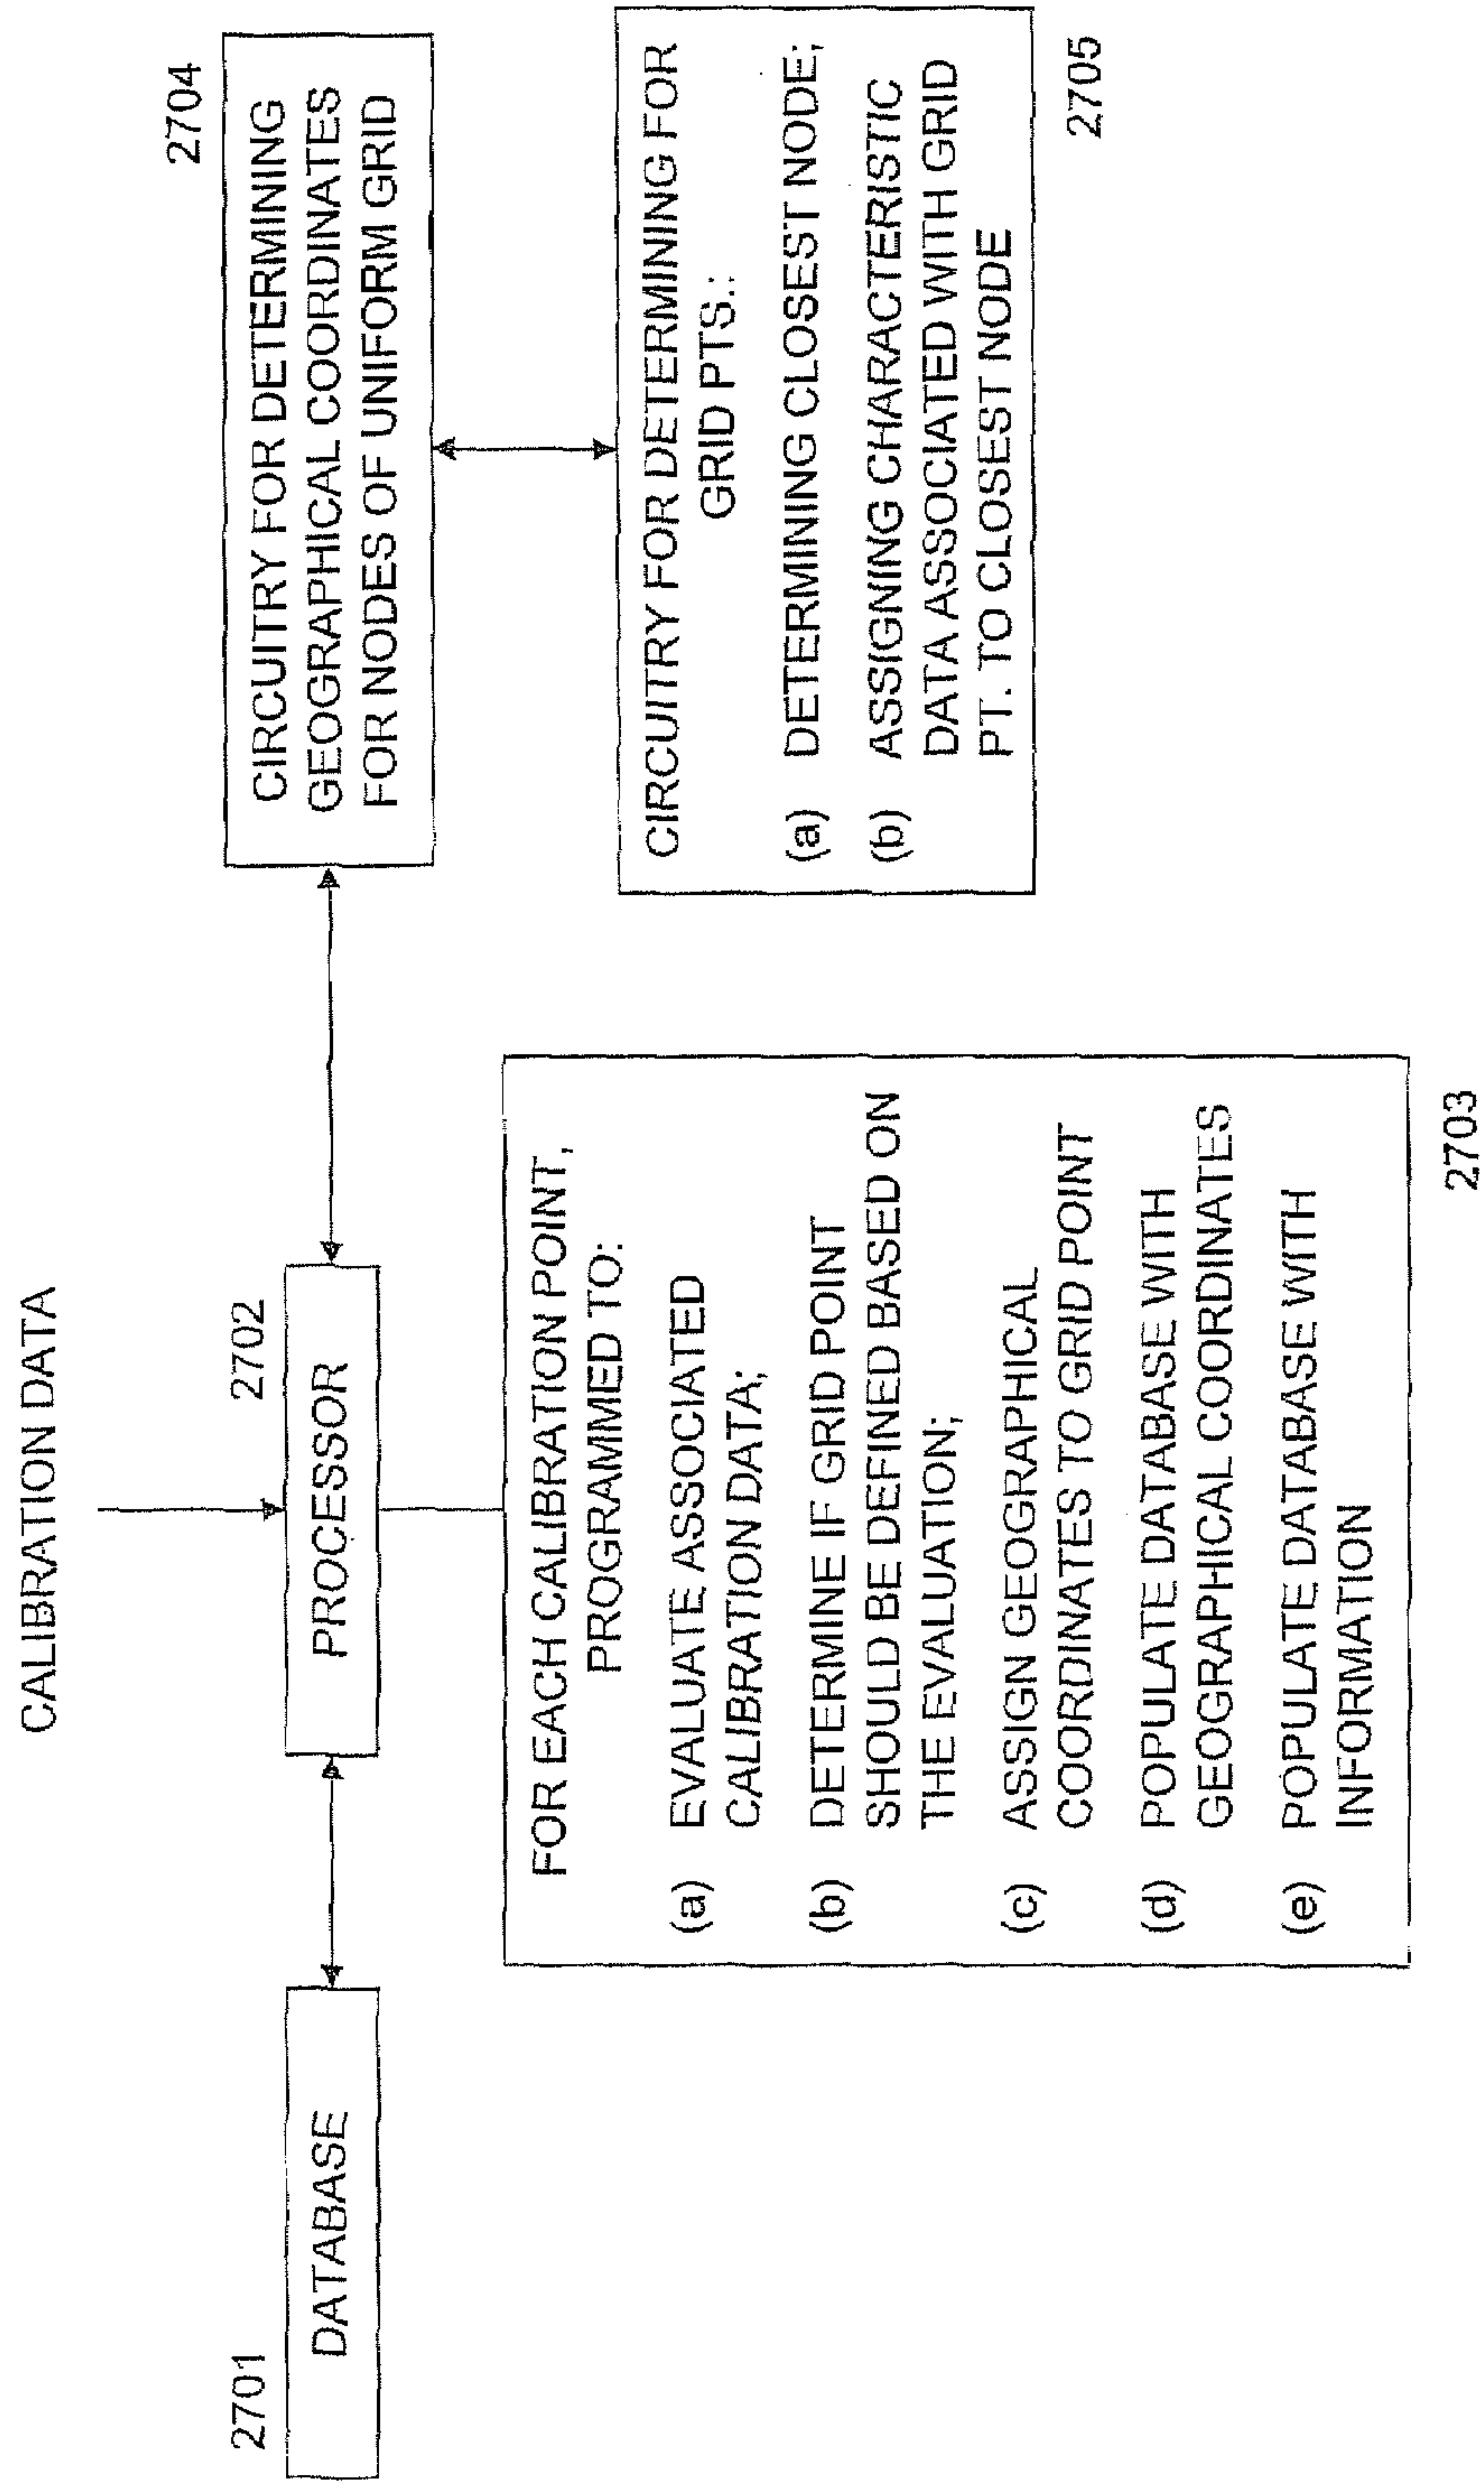 CALIBRATION DATA
2701
DATABASE
2702
PROCESSOR
2704
CIRCUITRY FOR DETERMINING
GEOGRAPHICAL COORDINATES
FOR NODES OF UNIFORM GRID
FOR EACH CALIBRATION POINT,
PROGRAMMED TO:
(a) EVALUATE ASSOCIATED
CALIBRATION DATA;
(b) DETERMINE IF GRID POINT
SHOULD BE DEFINED BASED ON
THE EVALUATION;
(c) ASSIGN GEOGRAPHICAL
COORDINATES TO GRID POINT
(d) POPULATE DATABASE WITH
GEOGRAPHICAL COORDINATES
(e) POPULATE DATABASE WITH
INFORMATION
2703
CIRCUITRY FOR DETERMINING FOR
GRID PTS.:
(a) DETERMINING CLOSEST NODE;
(b) ASSIGNING CHARACTERISTIC
DATA ASSOCIATED WITH GRID
PT. TO CLOSEST NODE
2705